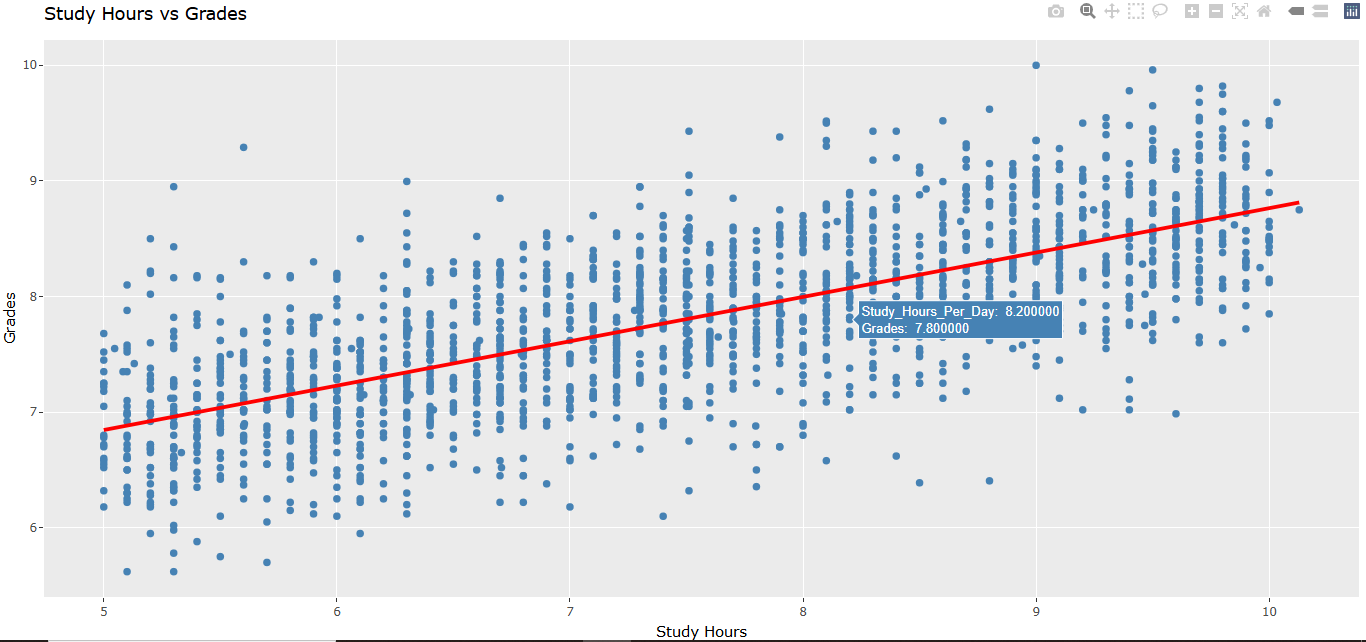 Study Hours vs Grades
10
9
8
7
6
Grades
Study_Hours_Per_Day: 8.200000
Grades: 7.800000
5 6 7 8 9 10
Study Hours